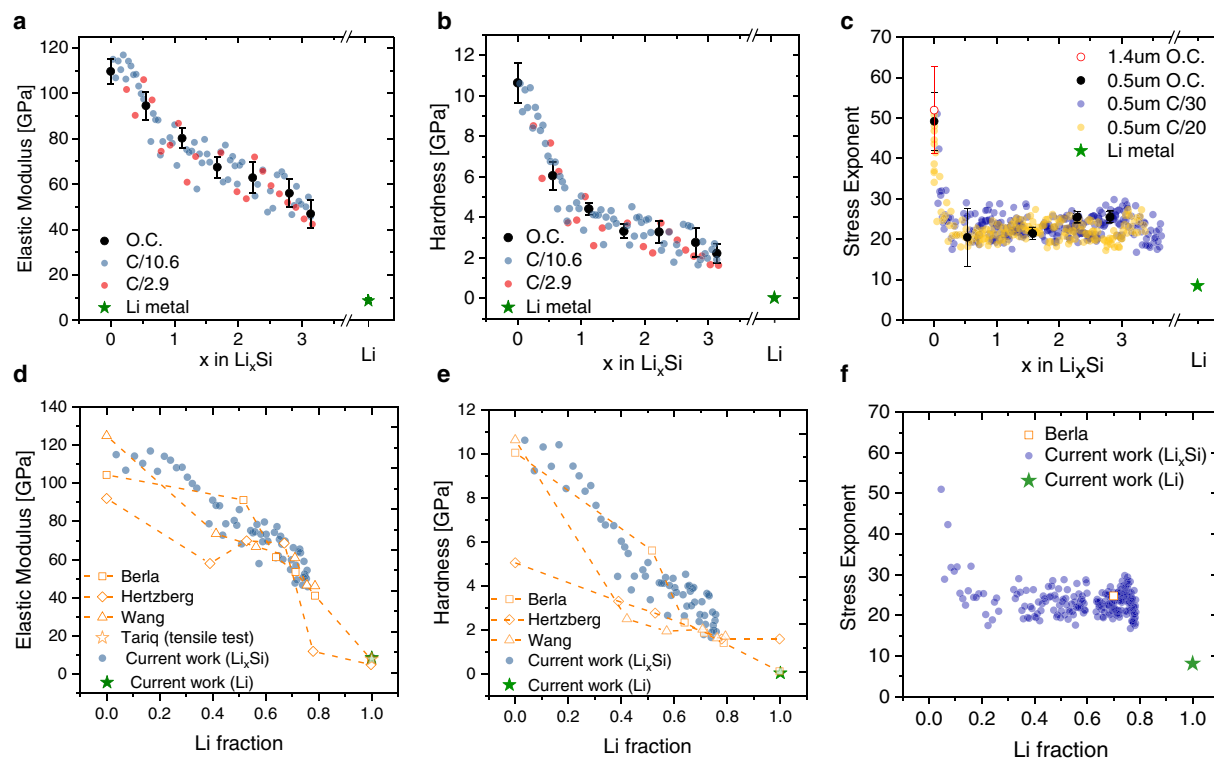 a
Elastic Modulus [GPa]
120
100
80
60
40
20
0
O.C.
C/10.6
C/2.9
Li metal
0
1
2
3
Li
x in LiₓSi
b
Hardness [GPa]
12
10
8
6
4
2
0
O.C.
C/10.6
C/2.9
Li metal
0
1
2
3
Li
x in LiₓSi
c
Stress Exponent
70
60
50
40
30
20
10
0
1.4um O.C.
0.5um O.C.
0.5um C/30
0.5um C/20
Li metal
0
1
2
3
Li
x in LiXSi
d
Elastic Modulus [GPa]
140
120
100
80
60
40
20
0
Berla
Hertzberg
Wang
Tariq (tensile test)
Current work (LiₓSi)
Current work (Li)
0.0
0.2
0.4
0.6
0.8
1.0
Li fraction
e
Hardness [GPa]
12
10
8
6
4
2
0
Berla
Hertzberg
Wang
Current work (LiₓSi)
Current work (Li)
0.0
0.2
0.4
0.6
0.8
1.0
Li fraction
f
Stress Exponent
70
60
50
40
30
20
10
0
Berla
Current work (LiₓSi)
Current work (Li)
0.0
0.2
0.4
0.6
0.8
1.0
Li fraction